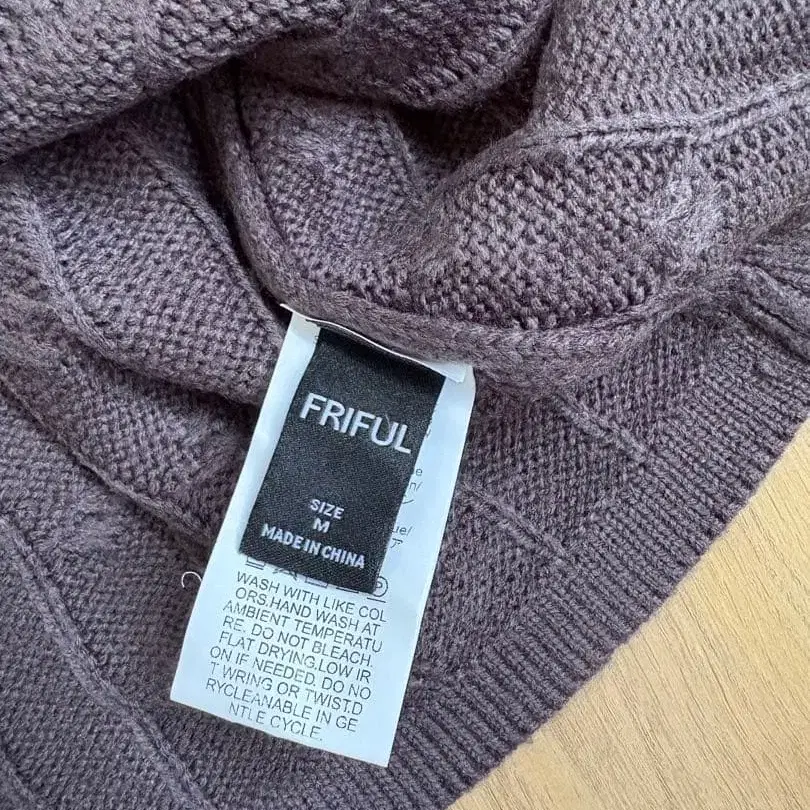 FRIFUL
SIZE
M
MADE IN CHINA
WASH WITH LIKE COL
ORS.HAND WASH AT
AMBIENT TEMPERATU
RE. DO NOT BLEACH.
FLAT DRYING.LOW IR
ON IF NEEDED. DO NO
T WRING OR TWIST.D
RYCLEANABLE IN GE
NTLE CYCLE.